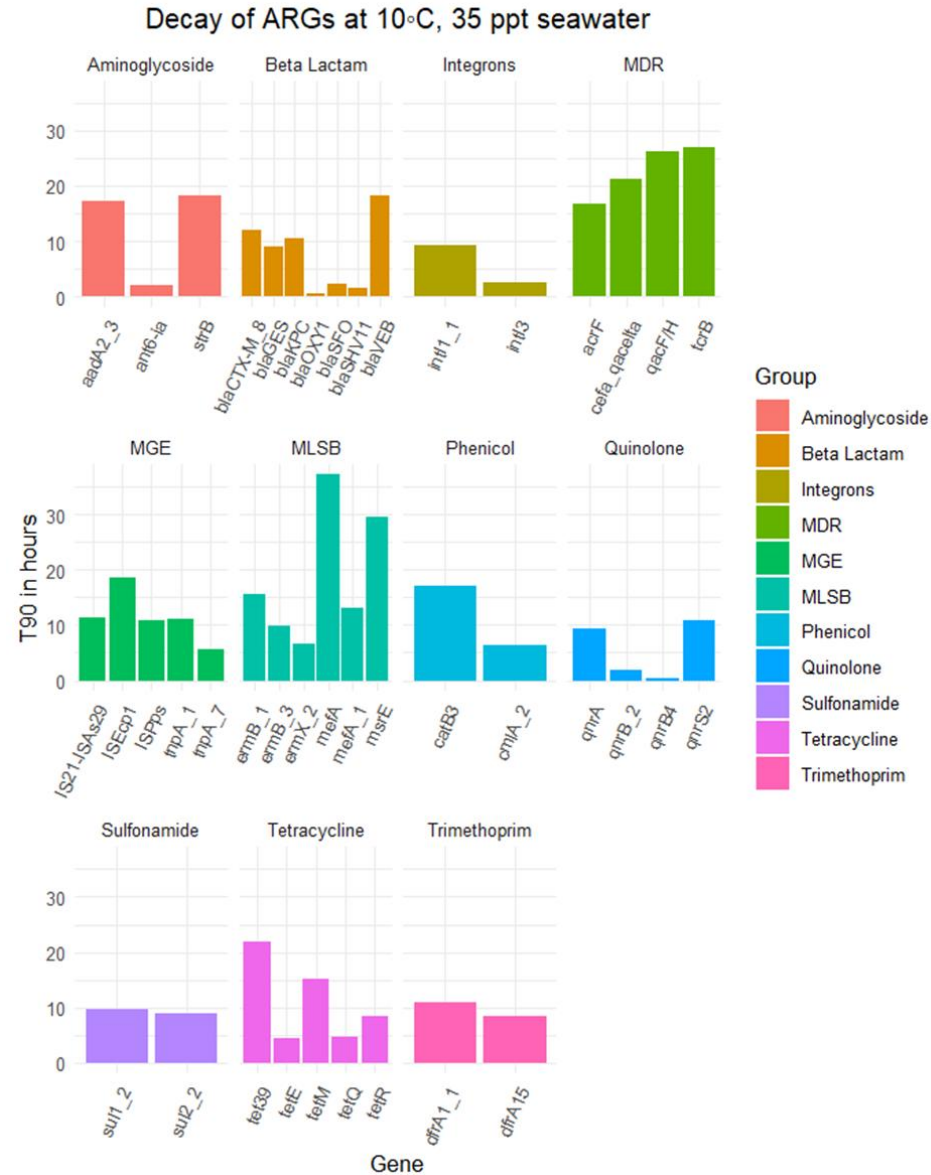 Decay of ARGs at 10◦C, 35 ppt seawater
Aminoglycoside
Beta Lactam
Integrons
MDR
30
20
10
0
aadA2_3
ant6-ia
strB
blaCTX-M_8
blaGES
blaKPC
blaOXY1
blaSFO
blaSHV11
blaVEB
intI1_1
intI3
acrF
cefa_qacelta
qacF/H
tcrB
MGE
MLSB
Phenicol
Quinolone
T90 in hours
30
20
10
0
IS21-ISAs29
ISEcp1
ISPps
tnpA_1
tnpA_7
ermB_1
ermB_3
ermX_2
mefA
mefA_1
msrE
catB3
cmlA_2
qnrA
qnrB_2
qnrB4
qnrS2
Sulfonamide
Tetracycline
Trimethoprim
30
20
10
0
sul1_2
sul2_2
tet39
tetE
tetM
tetQ
tetR
dfrA1_1
dfrA15
Gene
Group
Aminoglycoside
Beta Lactam
Integrons
MDR
MGE
MLSB
Phenicol
Quinolone
Sulfonamide
Tetracycline
Trimethoprim